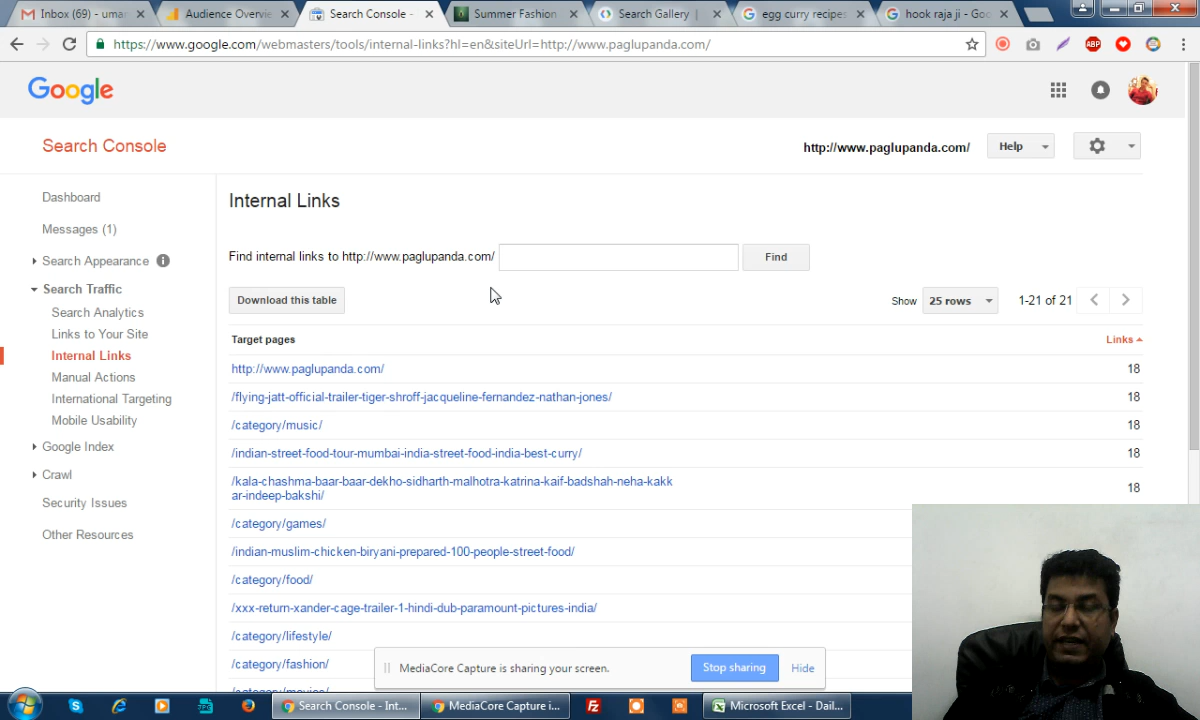 Inbox (69) - uma
Audience Overvie
Search Console -
Summer Fashion
Search Gallery |
egg curry recipes
hook raja ji - Goo
https://www.google.com/webmasters/tools/internal-links?hl=en&siteUrl=http://www.paglupanda.com/
ABP
Google
Search Console
http://www.paglupanda.com/
Help
Dashboard
Messages (1)
Search Appearance i
Search Traffic
Search Analytics
Links to Your Site
Internal Links
Manual Actions
International Targeting
Mobile Usability
Google Index
Crawl
Security Issues
Other Resources
Internal Links
Find internal links to http://www.paglupanda.com/
Find
Download this table
Show 25 rows 1-21 of 21
Target pages Links
http://www.paglupanda.com/ 18
/flying-jatt-official-trailer-tiger-shroff-jacqueline-fernandez-nathan-jones/ 18
/category/music/ 18
/indian-street-food-tour-mumbai-india-street-food-india-best-curry/ 18
/kala-chashma-baar-baar-dekho-sidharth-malhotra-katrina-kaif-badshah-neha-kakk
ar-indeep-bakshi/ 18
/category/games/
/indian-muslim-chicken-biryani-prepared-100-people-street-food/
/category/food/
/xxx-return-xander-cage-trailer-1-hindi-dub-paramount-pictures-india/
/category/lifestyle/
/category/fashion/
/category/movies/
MediaCore Capture is sharing your screen.
Stop sharing
Hide
Search Console - Int...
MediaCore Capture i...
Microsoft Excel - Dail...